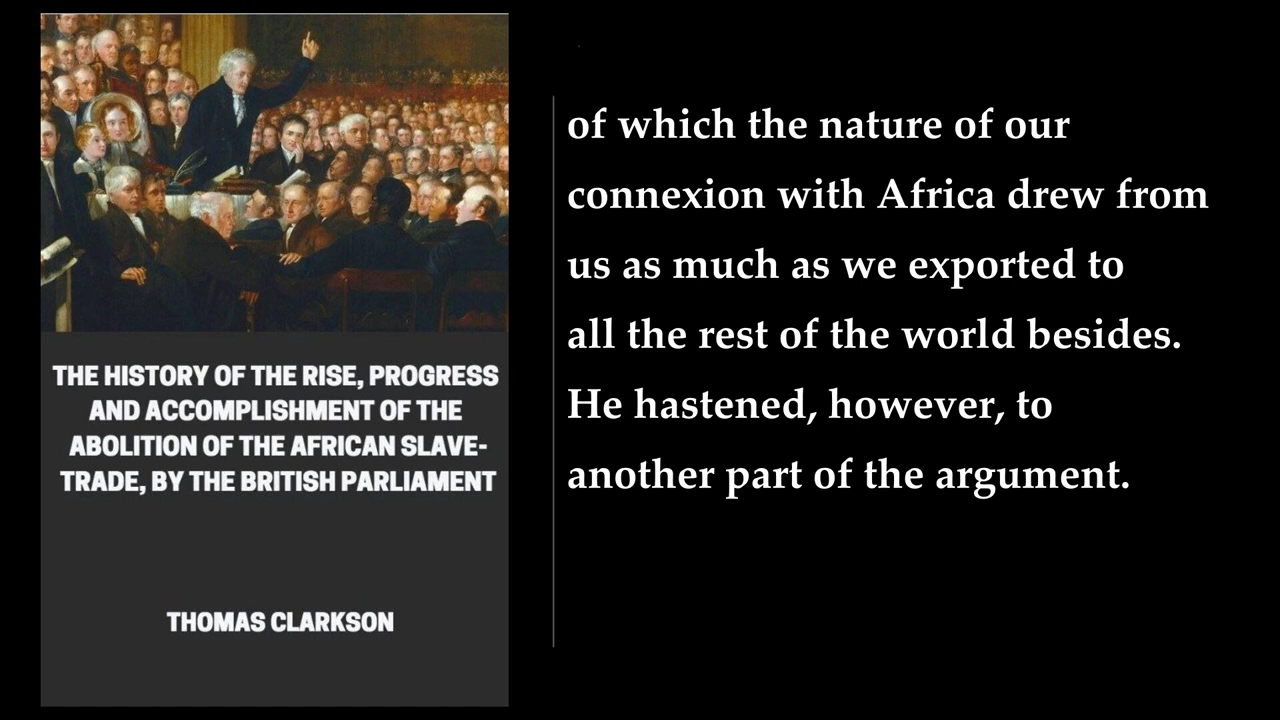 THE HISTORY OF THE RISE, PROGRESS
AND ACCOMPLISHMENT OF THE
ABOLITION OF THE AFRICAN SLAVE-
TRADE, BY THE BRITISH PARLIAMENT
THOMAS CLARKSON
of which the nature of our
connexion with Africa drew from
us as much as we exported to
all the rest of the world besides.
He hastened, however, to
another part of the argument.